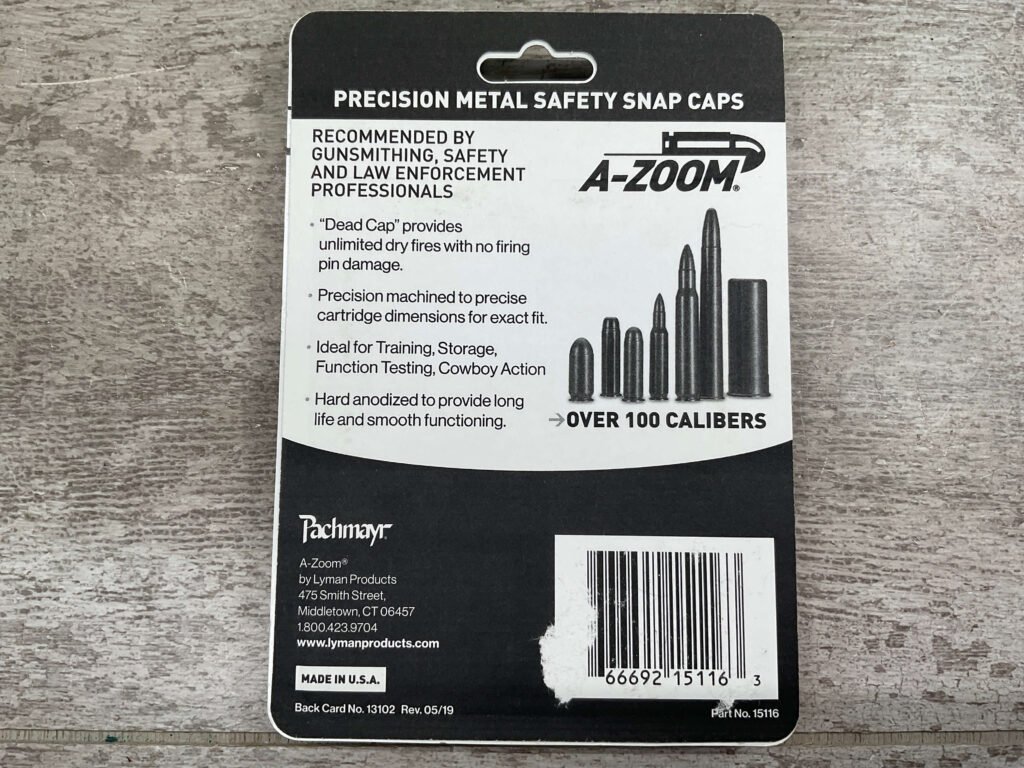 PRECISION METAL SAFETY SNAP CAPS
RECOMMENDED BY
GUNSMITHING, SAFETY
AND LAW ENFORCEMENT
PROFESSIONALS
A-ZOOM®
• "Dead Cap" provides
unlimited dry fires with no firing
pin damage.
• Precision machined to precise
cartridge dimensions for exact fit.
• Ideal for Training, Storage,
Function Testing, Cowboy Action
• Hard anodized to provide long
life and smooth functioning.
→OVER 100 CALIBERS
Pachmayr
A-Zoom®
by Lyman Products
475 Smith Street,
Middletown, CT 06457
1.800.423.9704
www.lymanproducts.com
MADE IN U.S.A.
Back Card No. 13102 Rev. 05/19
66692 15116 3
Part No. 15116